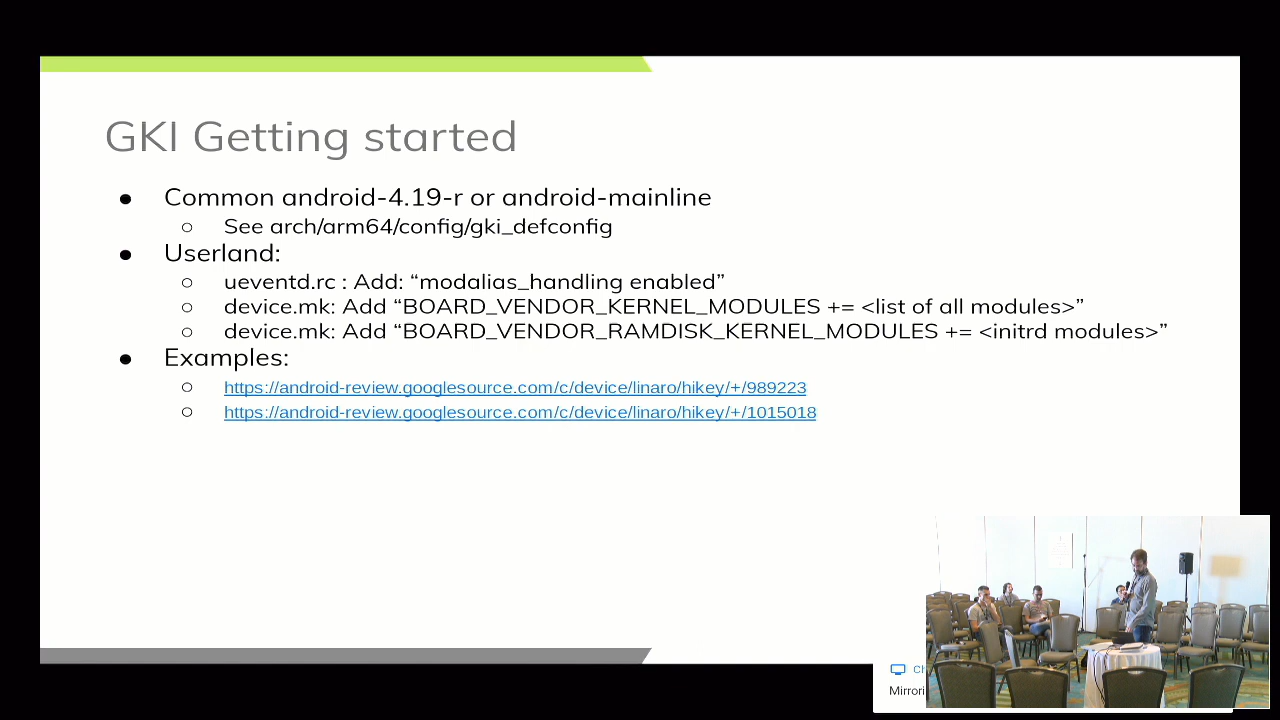 GKI Getting started
● Common android-4.19-r or android-mainline
○ See arch/arm64/config/gki_defconfig
● Userland:
○ ueventd.rc : Add: “modalias_handling enabled”
○ device.mk: Add “BOARD_VENDOR_KERNEL_MODULES += <list of all modules>”
○ device.mk: Add “BOARD_VENDOR_RAMDISK_KERNEL_MODULES += <initrd modules>”
● Examples:
○ https://android-review.googlesource.com/c/device/linaro/hikey/+/989223
○ https://android-review.googlesource.com/c/device/linaro/hikey/+/1015018